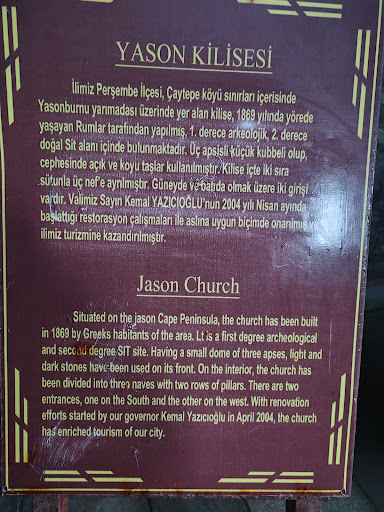 YASON KİLİSESİ
İlimiz Perşembe İlçesi, Çaytepe köyü sınırları içerisinde
Yasonburnu yarımadası üzerinde yer alan kilise, 1869 yılında yörede
yaşayan Rumlar tarafından yapılmış, 1. derece arkeolojik, 2. derece
doğal Sit alanı içinde bulunmaktadır. Üç apsisli küçük kubbeli olup,
cephesinde açık ve koyu taşlar kullanılmıştır. Kilise içte iki sıra
sütunla üç nef'e ayrılmıştır. Güneyde ve batıda olmak üzere iki girişi
vardır. Valimiz Sayın Kemal YAZICIOĞLU'nun 2004 yılı Nisan ayında
başlattığı restorasyon çalışmaları ile aslına uygun biçimde onarılmış ve
ilimiz turizmine kazandırılmıştır.
Jason Church
Situated on the jason Cape Peninsula, the church has been built
in 1869 by Greeks habitants of the area. Lt is a first degree archeological
and second degree SIT site. Having a small dome of three apses, light and
dark stones have been used on its front. On the interior, the church has
been divided into three naves with two rows of pillars. There are two
entrances, one on the South and the other on the west. With renovation
efforts started by our governor Kemal Yazıcıoğlu in April 2004, the church
has enriched tourism of our city.